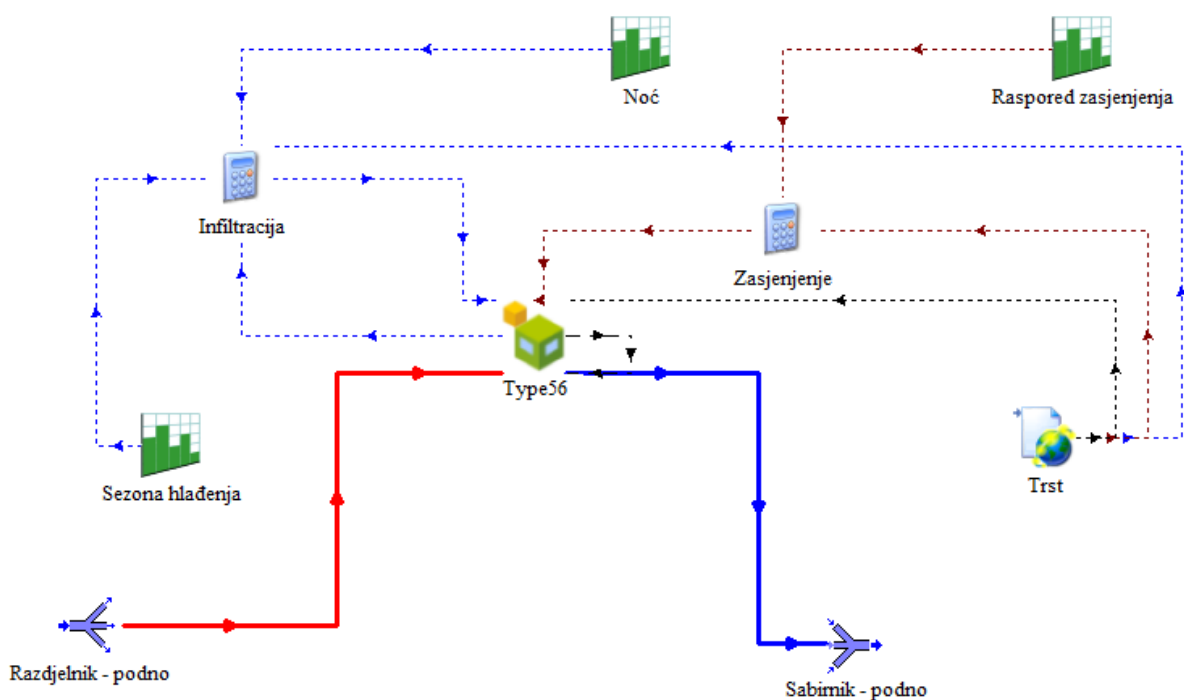 Noć
Raspored zasjenjenja
Infiltracija
Zasjenjenje
Type56
Sezona hlađenja
Trst
Razdjelnik - podno
Sabirnik - podno